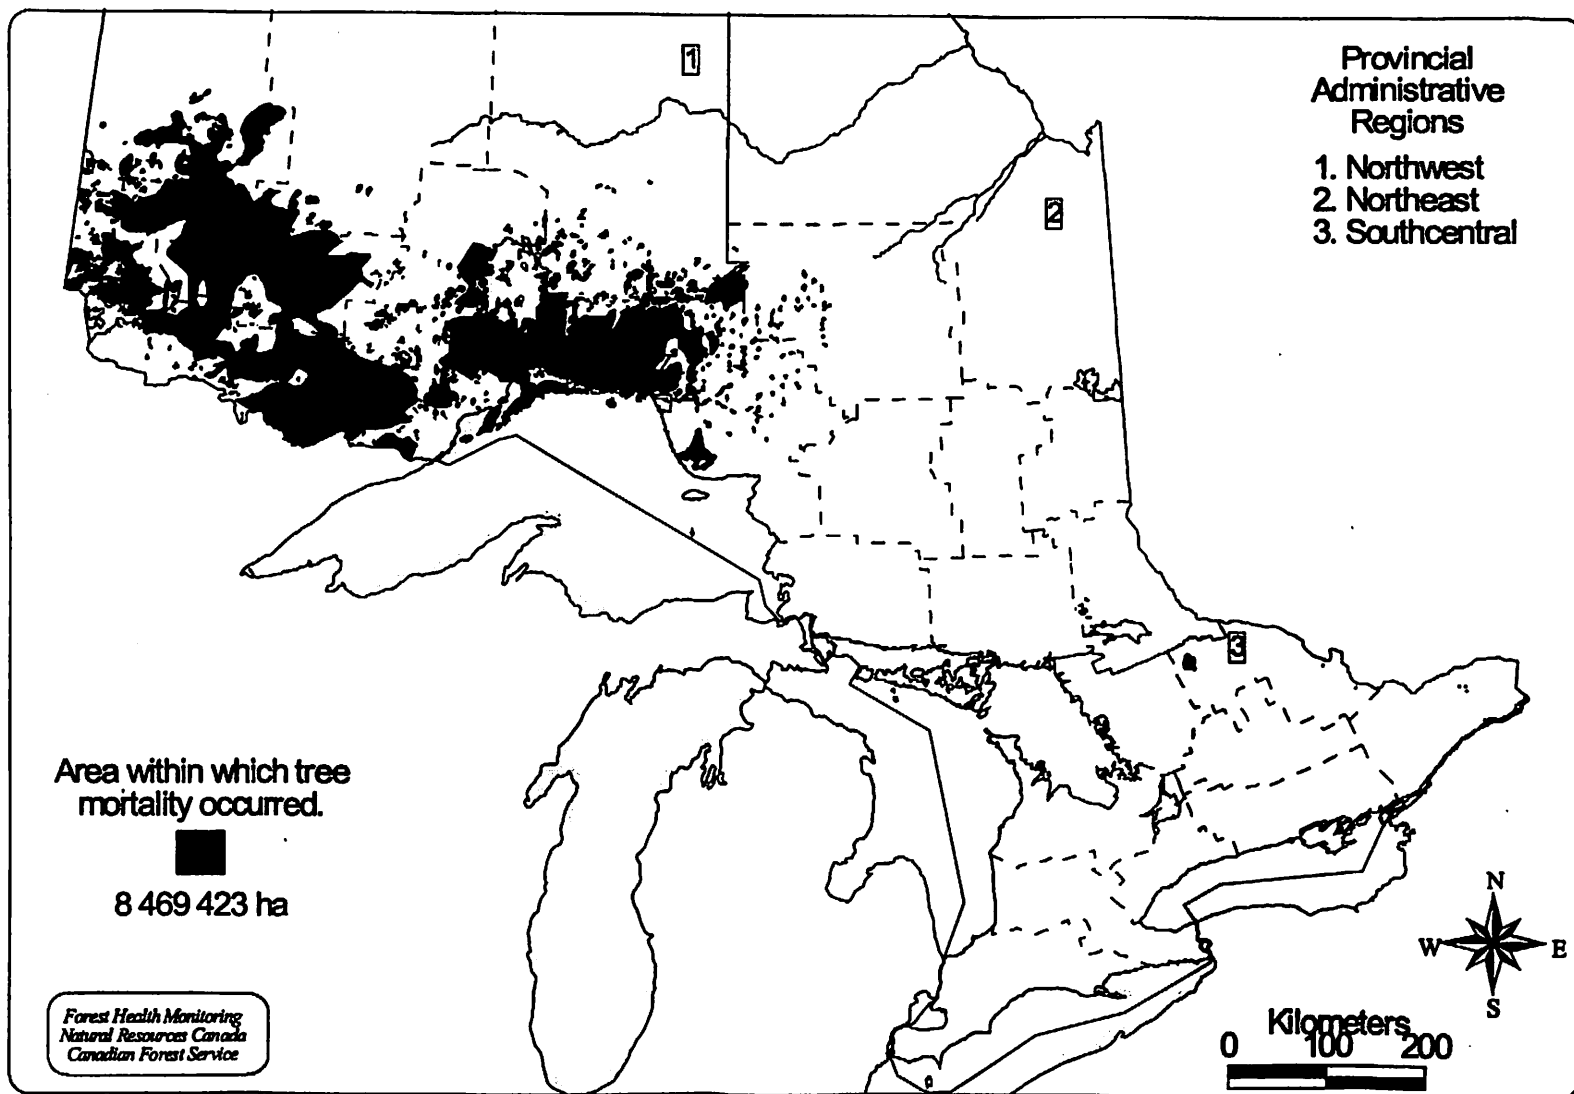 1
2
3
Provincial
Administrative
Regions
1. Northwest
2. Northeast
3. Southcentral
Area within which tree
mortality occurred.
8 469 423 ha
Forest Health Monitoring
Natural Resources Canada
Canadian Forest Service
N
W
E
S
Kilometers
0 100 200